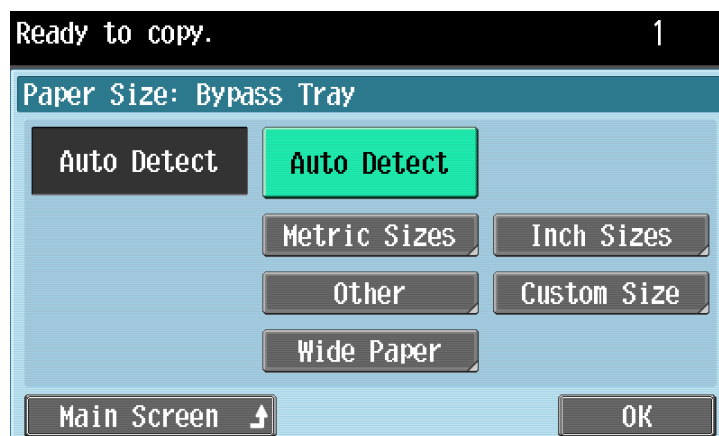 Ready to copy. 1
Paper Size: Bypass Tray
Auto Detect Auto Detect
Metric Sizes Inch Sizes
Other Custom Size
Wide Paper
Main Screen OK